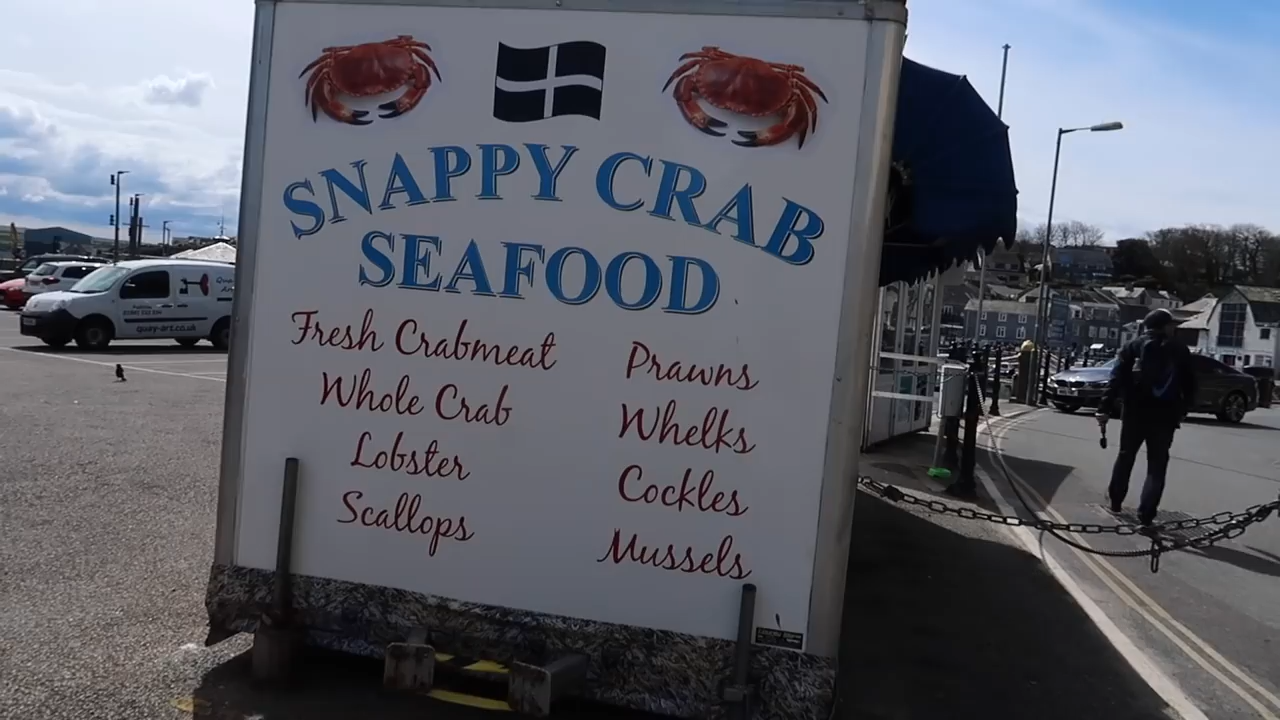 SNAPPY CRAB
SEAFOOD
Fresh Crabmeat
Whole Crab
Lobster
Scallops
Prawns
Whelks
Cockles
Mussels
quay-art.co.uk